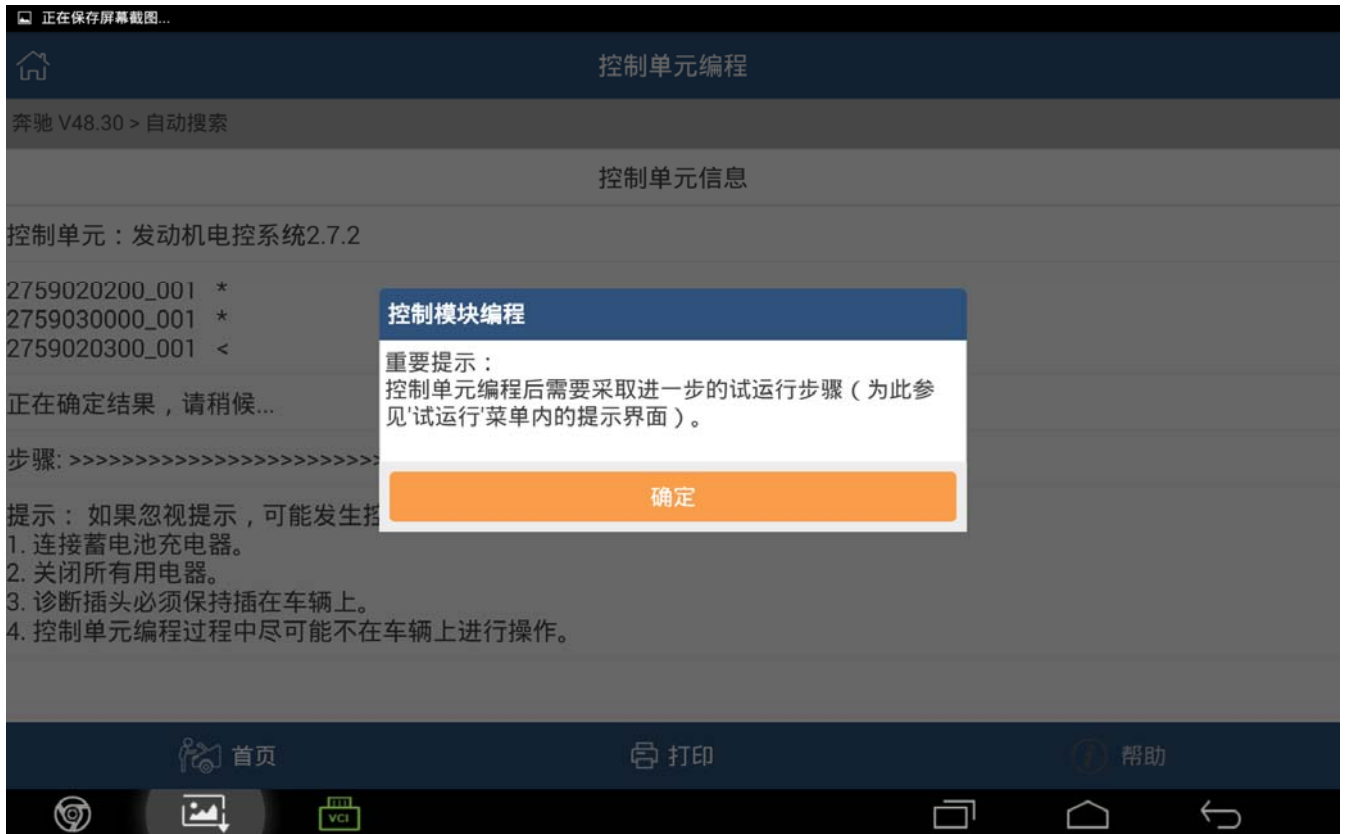 正在保存屏幕截图...
控制单元编程
奔驰 V48.30 > 自动搜索
控制单元信息
控制单元：发动机电控系统2.7.2
2759020200_001 *
2759030000_001 *
2759020300_001 <
控制模块编程
重要提示：
控制单元编程后需要采取进一步的试运行步骤（为此参
见'试运行'菜单内的提示界面）。
确定
正在确定结果，请稍候...
步骤: >>>>>>>>>>>>>>>>>>>>>>>>
提示： 如果忽视提示，可能发生控
1. 连接蓄电池充电器。
2. 关闭所有用电器。
3. 诊断插头必须保持插在车辆上。
4. 控制单元编程过程中尽可能不在车辆上进行操作。
首页
打印
帮助
VCI